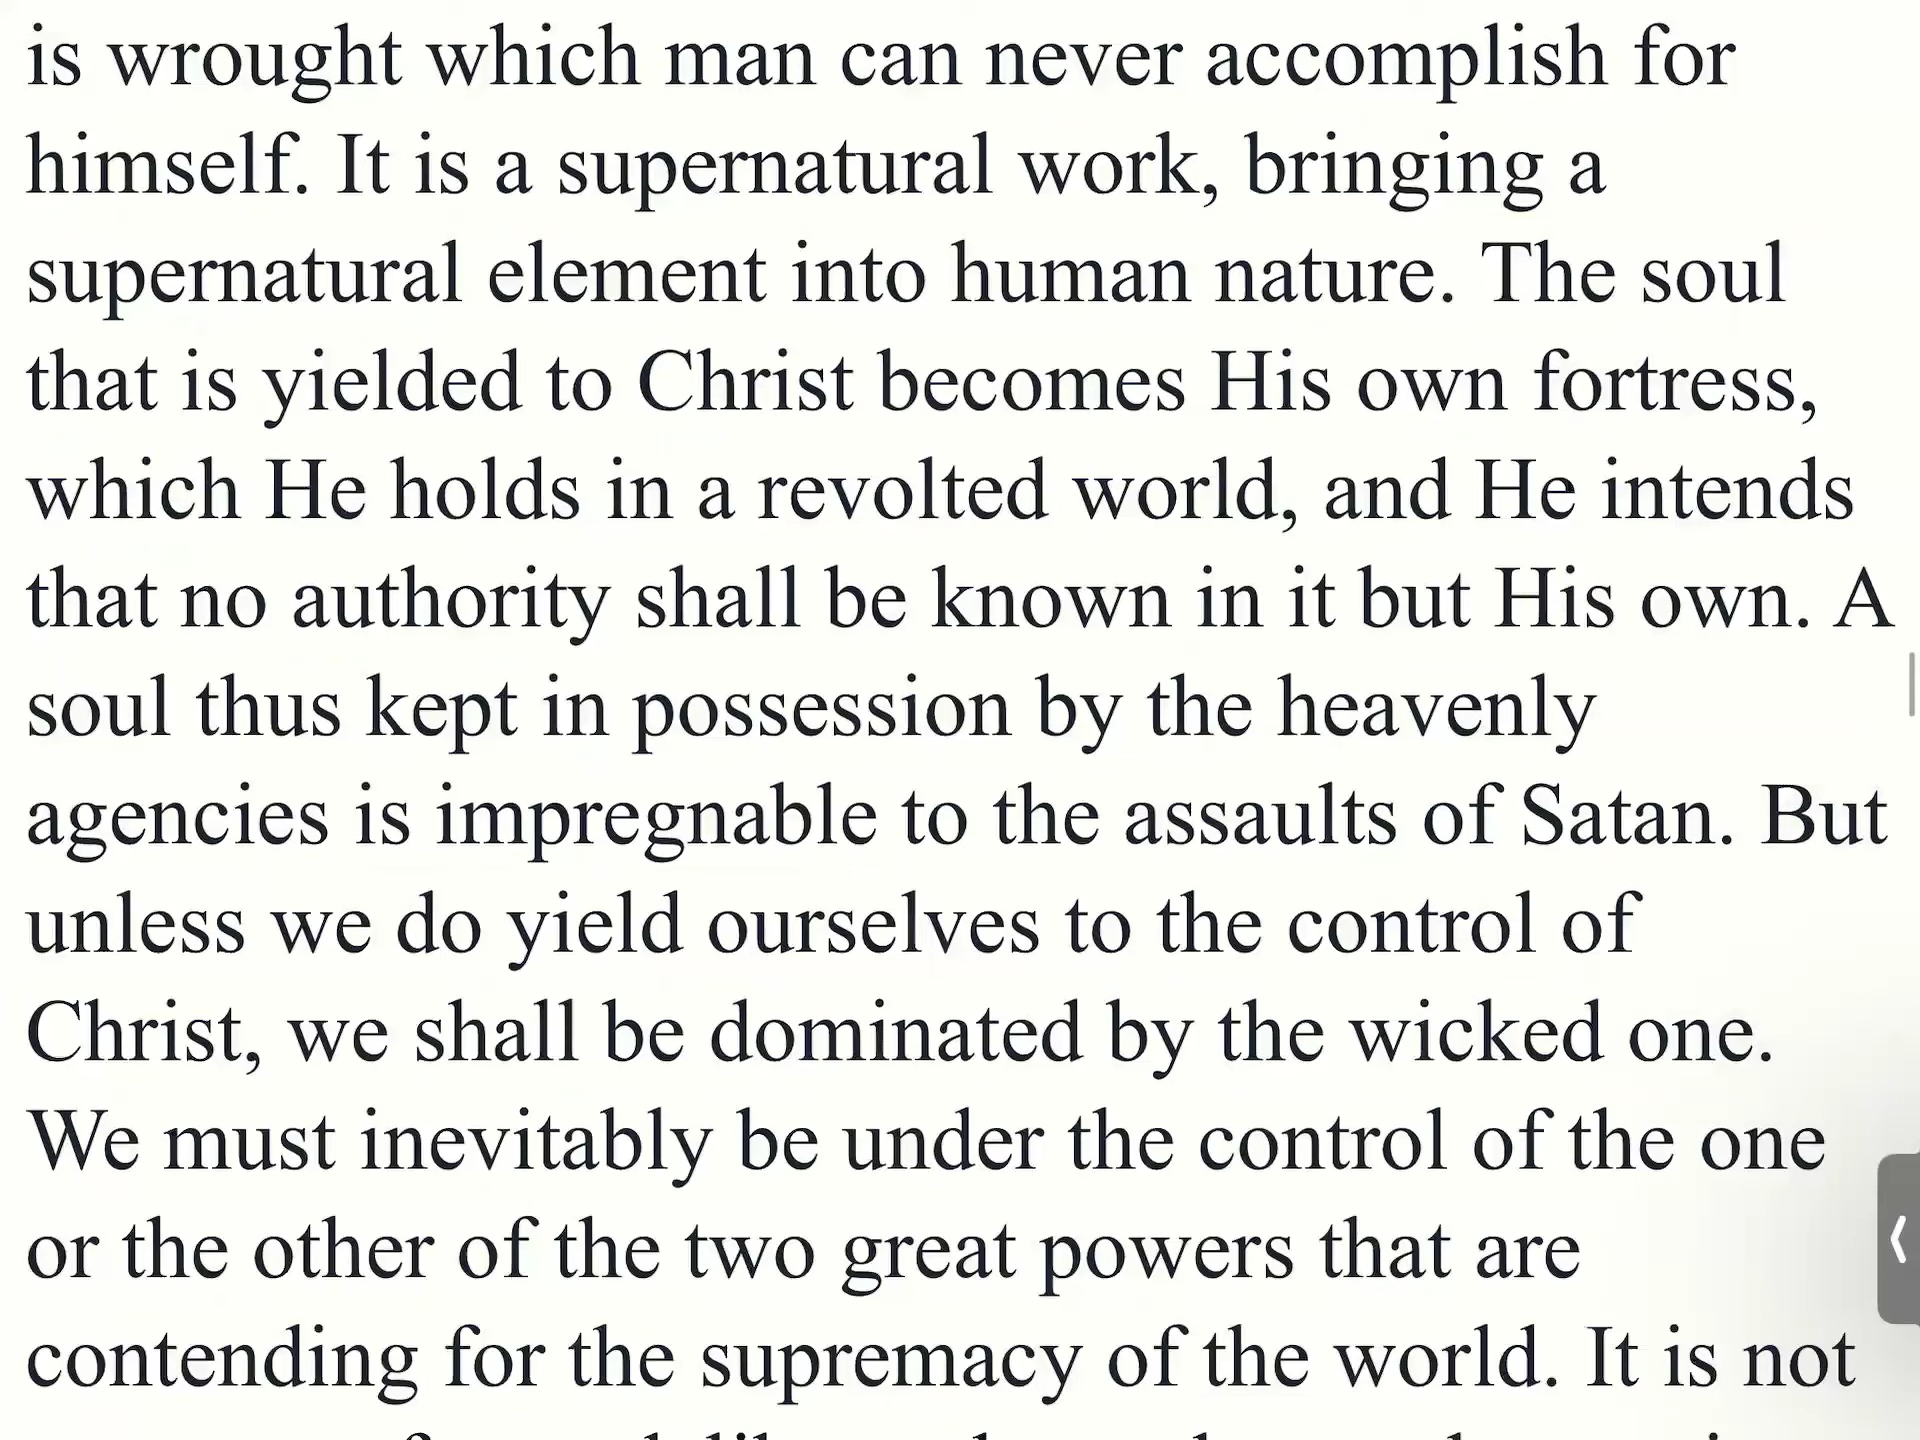 is wrought which man can never accomplish for
himself. It is a supernatural work, bringing a
supernatural element into human nature. The soul
that is yielded to Christ becomes His own fortress,
which He holds in a revolted world, and He intends
that no authority shall be known in it but His own. A
soul thus kept in possession by the heavenly
agencies is impregnable to the assaults of Satan. But
unless we do yield ourselves to the control of
Christ, we shall be dominated by the wicked one.
We must inevitably be under the control of the one
or the other of the two great powers that are
contending for the supremacy of the world. It is not